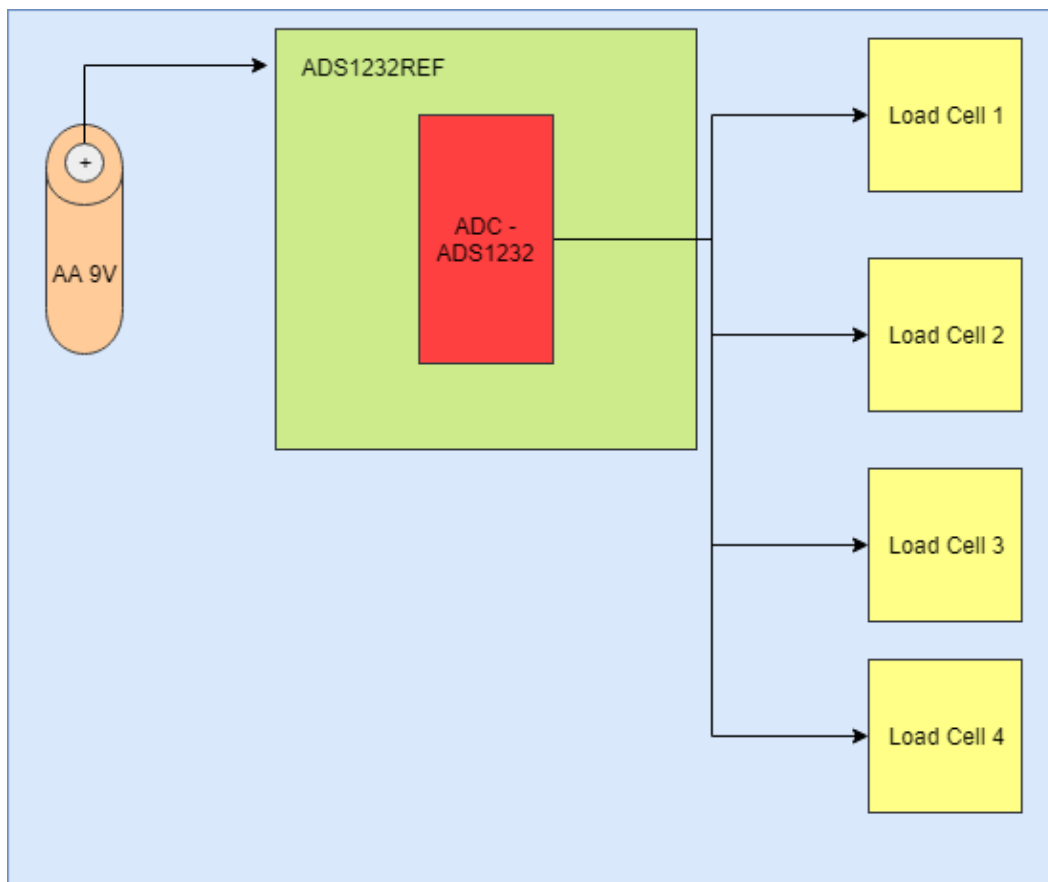 ADS1232REF
+
AA 9V
ADC -
ADS1232
Load Cell 1
Load Cell 2
Load Cell 3
Load Cell 4